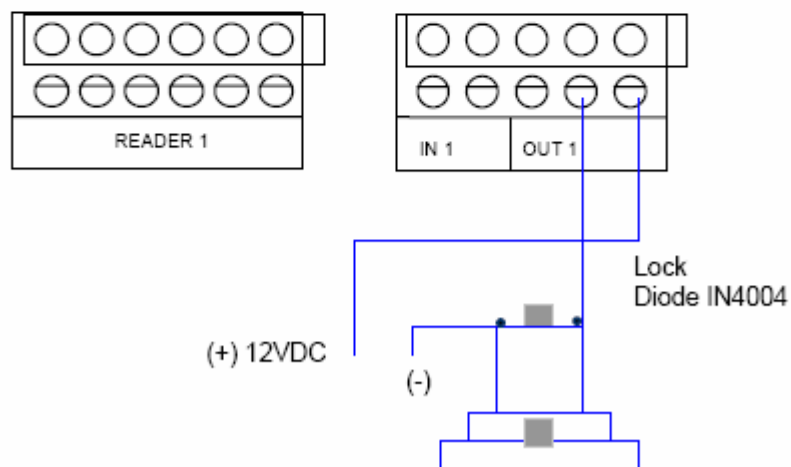 READER 1
IN 1
OUT 1
Lock
Diode IN4004
(+) 12VDC
(-)